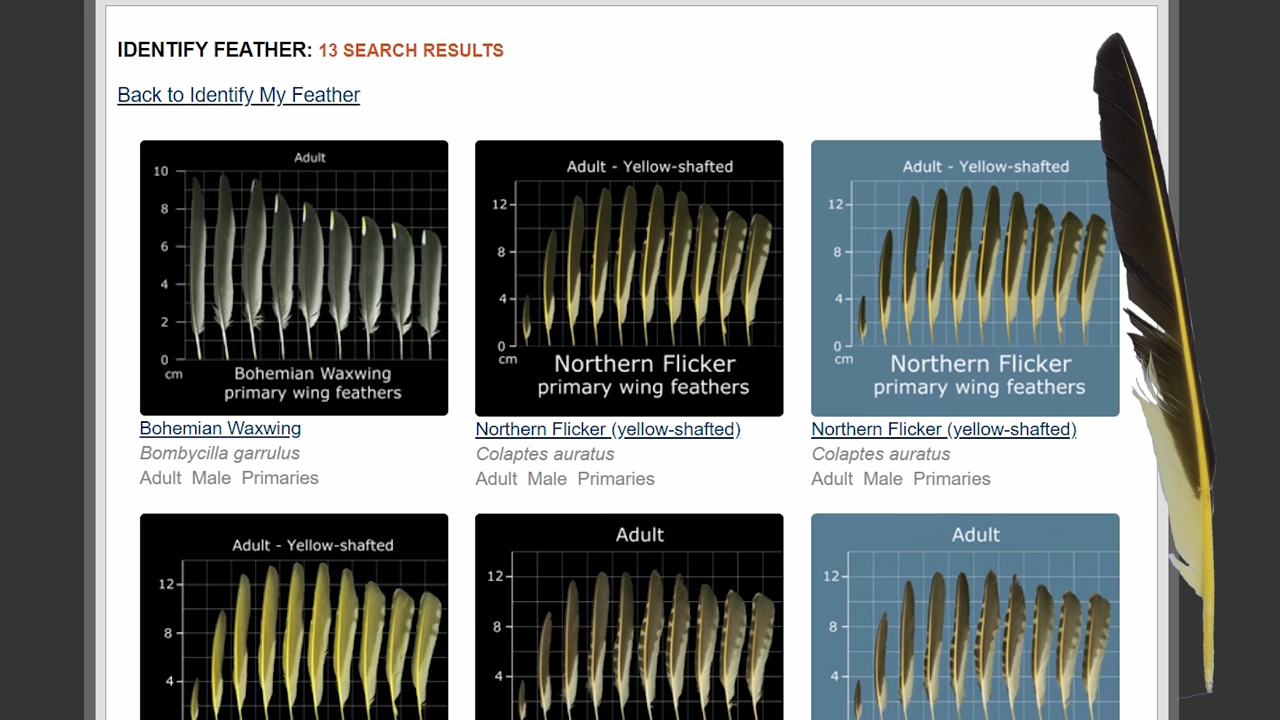 IDENTIFY FEATHER: 13 SEARCH RESULTS
Back to Identify My Feather
Adult
10
8
6
4
2
0
cm
Bohemian Waxwing
primary wing feathers
Bohemian Waxwing
Bombycilla garrulus
Adult Male Primaries
Adult - Yellow-shafted
12
8
4
0
cm
Northern Flicker
primary wing feathers
Northern Flicker (yellow-shafted)
Colaptes auratus
Adult Male Primaries
Adult - Yellow-shafted
12
8
4
0
cm
Northern Flicker
primary wing feathers
Northern Flicker (yellow-shafted)
Colaptes auratus
Adult Male Primaries
Adult - Yellow-shafted
12
8
4
Adult
12
8
4
Adult
12
8
4